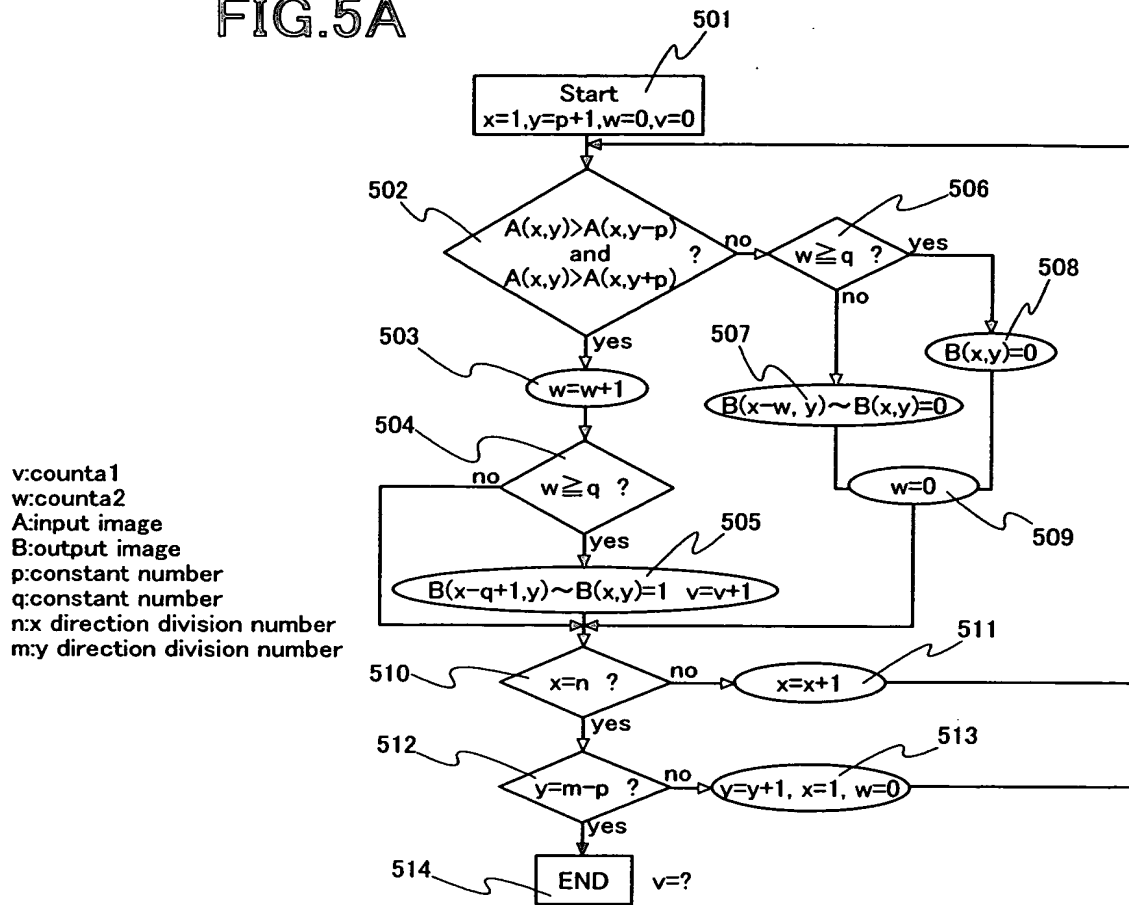 FIG.5A
501
Start
x=1,y=p+1,w=0,v=0
502
A(x,y)>A(x,y-p)
and ?
A(x,y)>A(x,y+p)
no
506
w≧q ?
yes
no
508
B(x,y)=0
507
B(x-w, y)~B(x,y)=0
yes
503
w=w+1
504
no
w≧q ?
yes
w=0
509
505
B(x-q+1,y)~B(x,y)=1 v=v+1
v:counta1
w:counta2
A:input image
B:output image
p:constant number
q:constant number
n:x direction division number
m:y direction division number
510
x=n ?
no
511
x=x+1
yes
512
y=m-p ?
no
513
y=y+1, x=1, w=0
yes
514
END
v=?